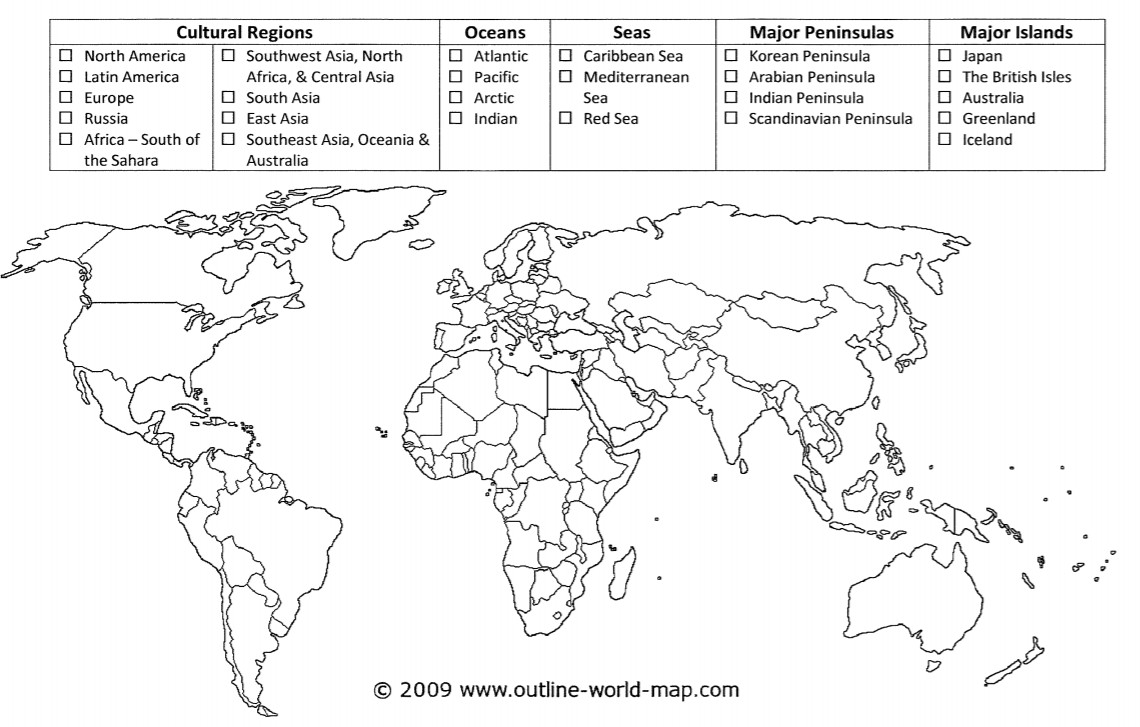 Cultural Regions
☐ North America
☐ Latin America
☐ Europe
☐ Russia
☐ Africa – South of
the Sahara
☐ Southwest Asia, North
Africa, & Central Asia
☐ South Asia
☐ East Asia
☐ Southeast Asia, Oceania &
Australia
Oceans
☐ Atlantic
☐ Pacific
☐ Arctic
☐ Indian
Seas
☐ Caribbean Sea
☐ Mediterranean
Sea
☐ Red Sea
Major Peninsulas
☐ Korean Peninsula
☐ Arabian Peninsula
☐ Indian Peninsula
☐ Scandinavian Peninsula
Major Islands
☐ Japan
☐ The British Isles
☐ Australia
☐ Greenland
☐ Iceland
© 2009 www.outline-world-map.com